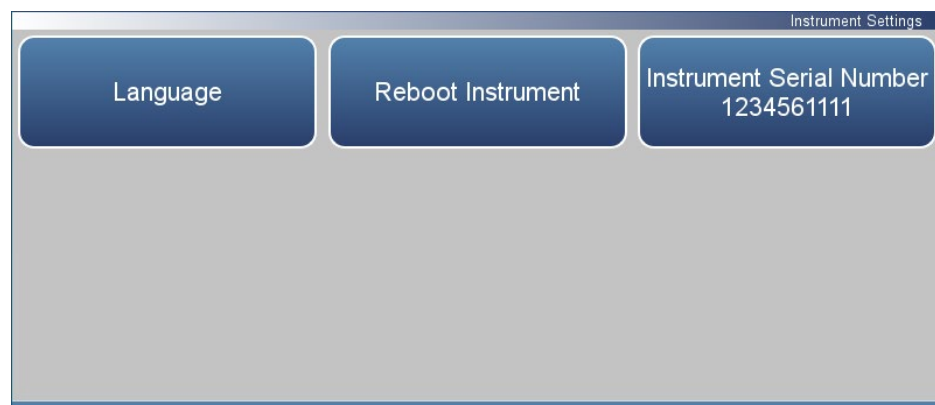 Instrument Settings
Language
Reboot Instrument
Instrument Serial Number
1234561111